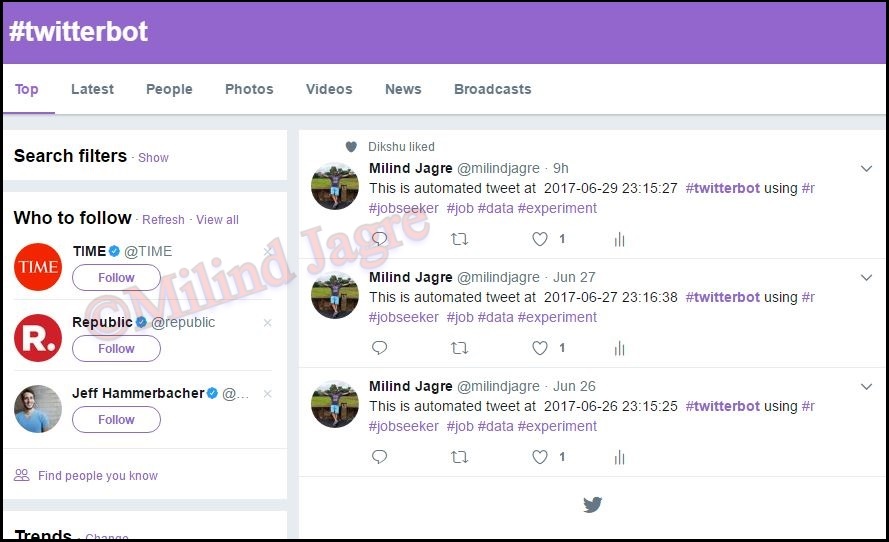 #twitterbot
Top Latest People Photos Videos News Broadcasts
Search filters · Show
Who to follow · Refresh · View all
TIME @TIME
TIME
Follow
Republic @republic
R.
Follow
Jeff Hammerbacher @...
Follow
Find people you know
Trends · Change
Dikshu liked
Milind Jagre @milindjagre · 9h
This is automated tweet at 2017-06-29 23:15:27 #twitterbot using #r
#jobseeker #job #data #experiment
1
Milind Jagre @milindjagre · Jun 27
This is automated tweet at 2017-06-27 23:16:38 #twitterbot using #r
#jobseeker #job #data #experiment
1
Milind Jagre @milindjagre · Jun 26
This is automated tweet at 2017-06-26 23:15:25 #twitterbot using #r
#jobseeker #job #data #experiment
1
©Milind Jagre